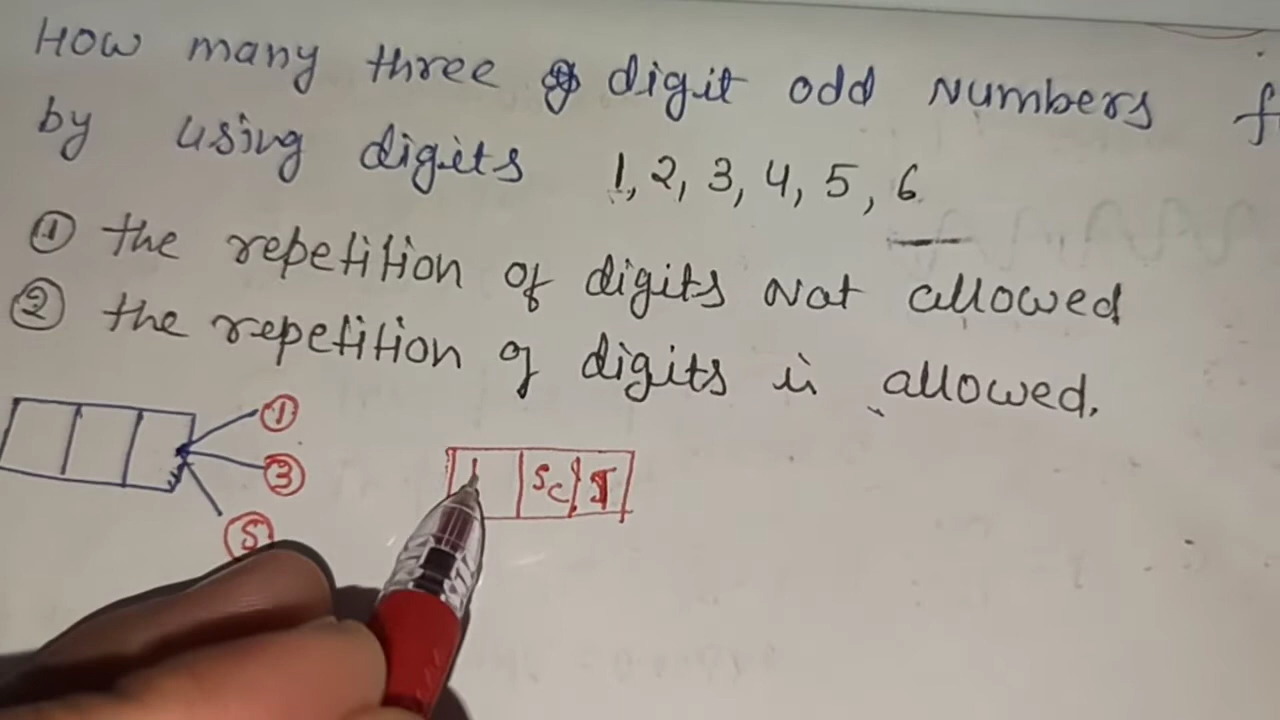 How many three digit odd numbers f
by using digits 1, 2, 3, 4, 5, 6
① the repetition of digits not allowed
② the repetition of digits is allowed.
①
③
⑤
5c